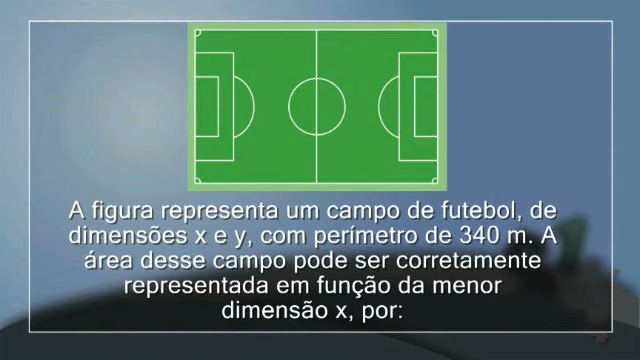 A figura representa um campo de futebol, de
dimensões x e y, com perímetro de 340 m. A
área desse campo pode ser corretamente
representada em função da menor
dimensão x, por: